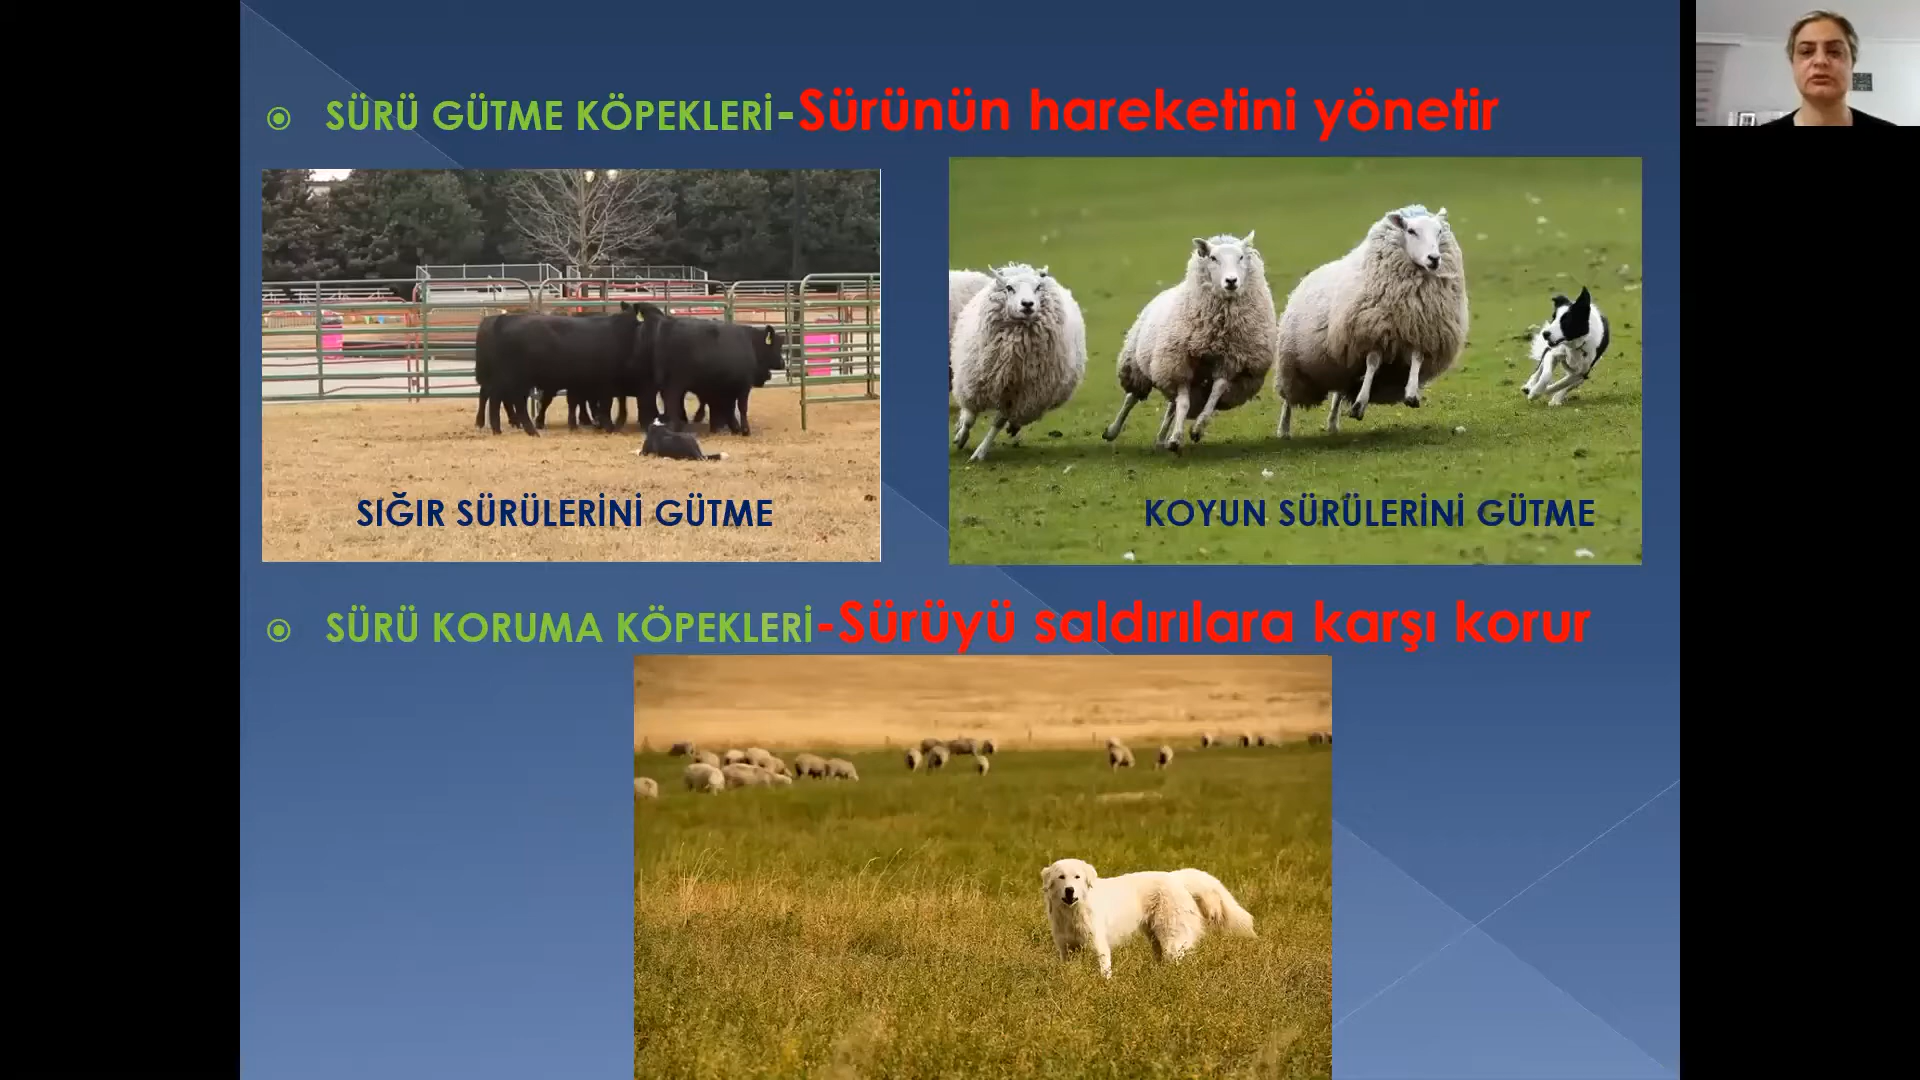 SÜRÜ GÜTME KÖPEKLERİ-Sürünün hareketini yönetir
SIĞIR SÜRÜLERİNİ GÜTME
KOYUN SÜRÜLERİNİ GÜTME
SÜRÜ KORUMA KÖPEKLERİ-Sürüyü saldırılara karşı korur